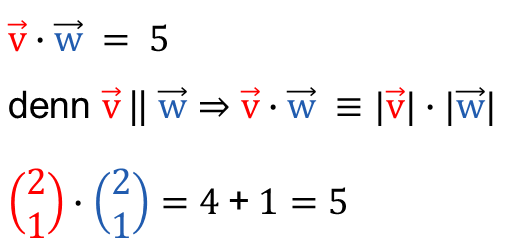 v⃗ · w⃗ = 5
denn v⃗ || w⃗ ⇒ v⃗ · w⃗ ≡ |v⃗| · |w⃗|
(2 1) · (2 1) = 4 + 1 = 5